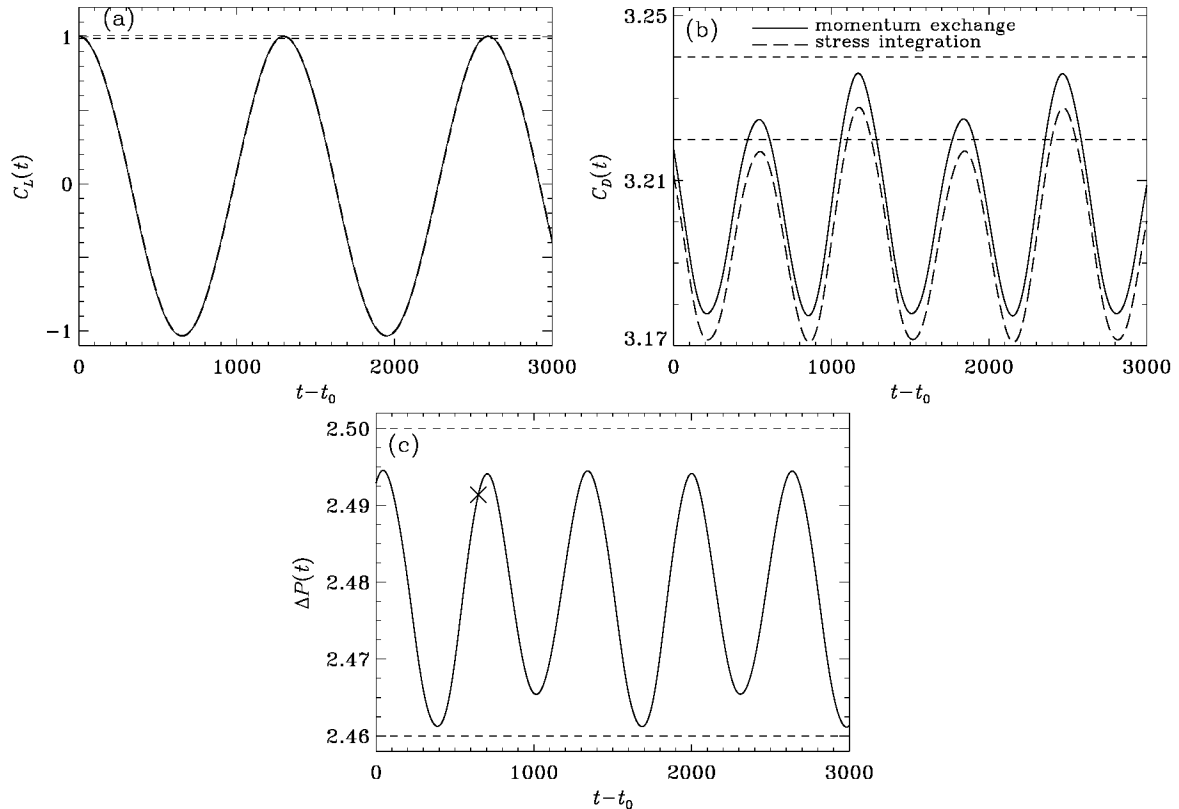 (a)
1
0
−1
C_L(t)
0 1000 2000 3000
t−t_0
(b)
momentum exchange
stress integration
3.25
3.21
3.17
C_D(t)
0 1000 2000 3000
t−t_0
(c)
2.50
2.49
2.48
2.47
2.46
ΔP(t)
0 1000 2000 3000
t−t_0